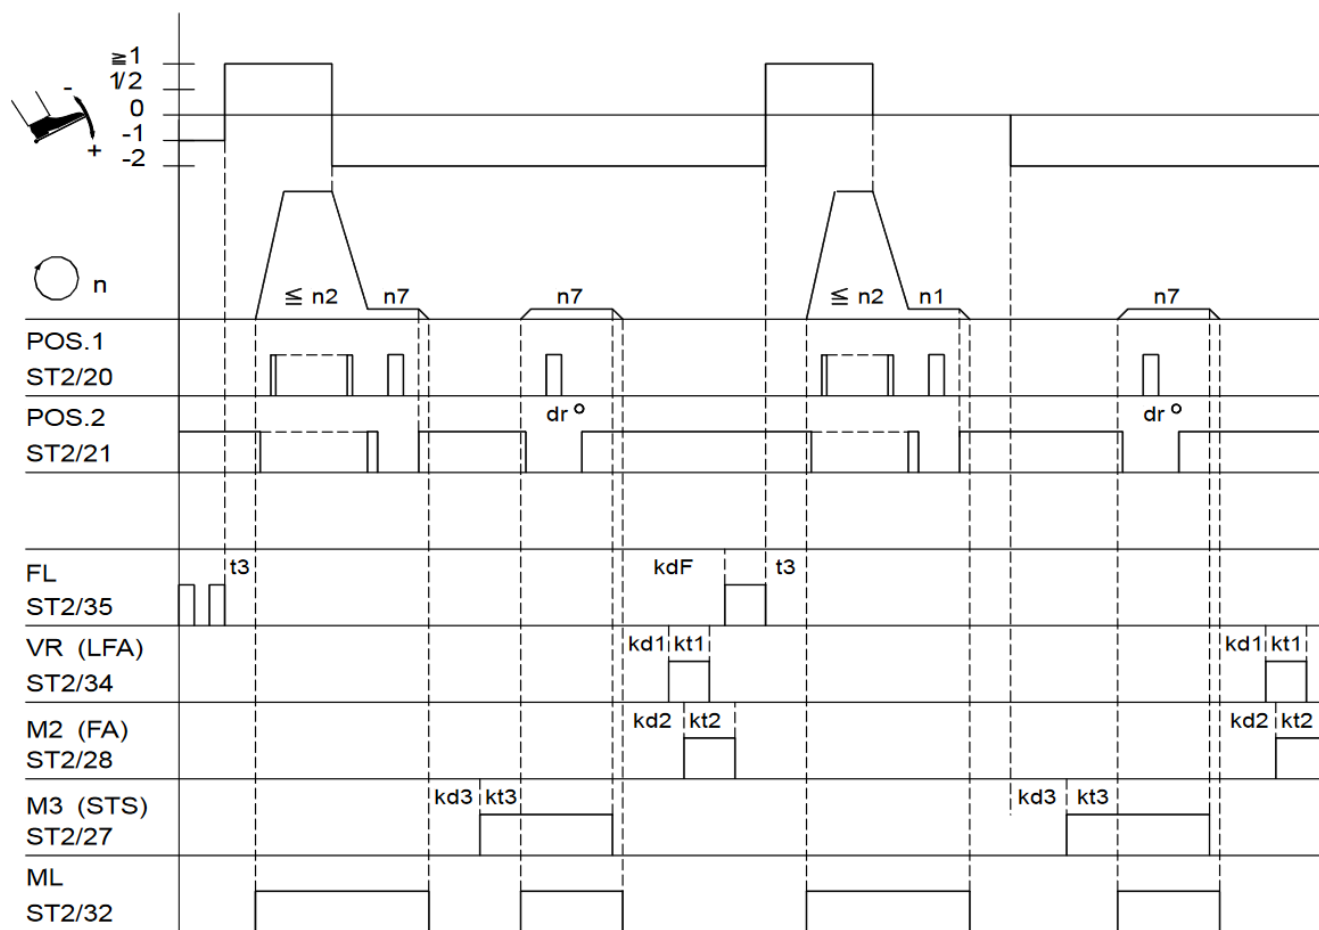 ≧1
1/2
0
-1
-2
-
+
n
≦ n2 n7 n7 ≦ n2 n1 n7
POS.1
ST2/20
POS.2 dr° dr°
ST2/21
FL t3 kdF t3
ST2/35
VR (LFA) kd1 kt1 kd1 kt1
ST2/34
M2 (FA) kd2 kt2 kd2 kt2
ST2/28
M3 (STS) kd3 kt3 kd3 kt3
ST2/27
ML
ST2/32